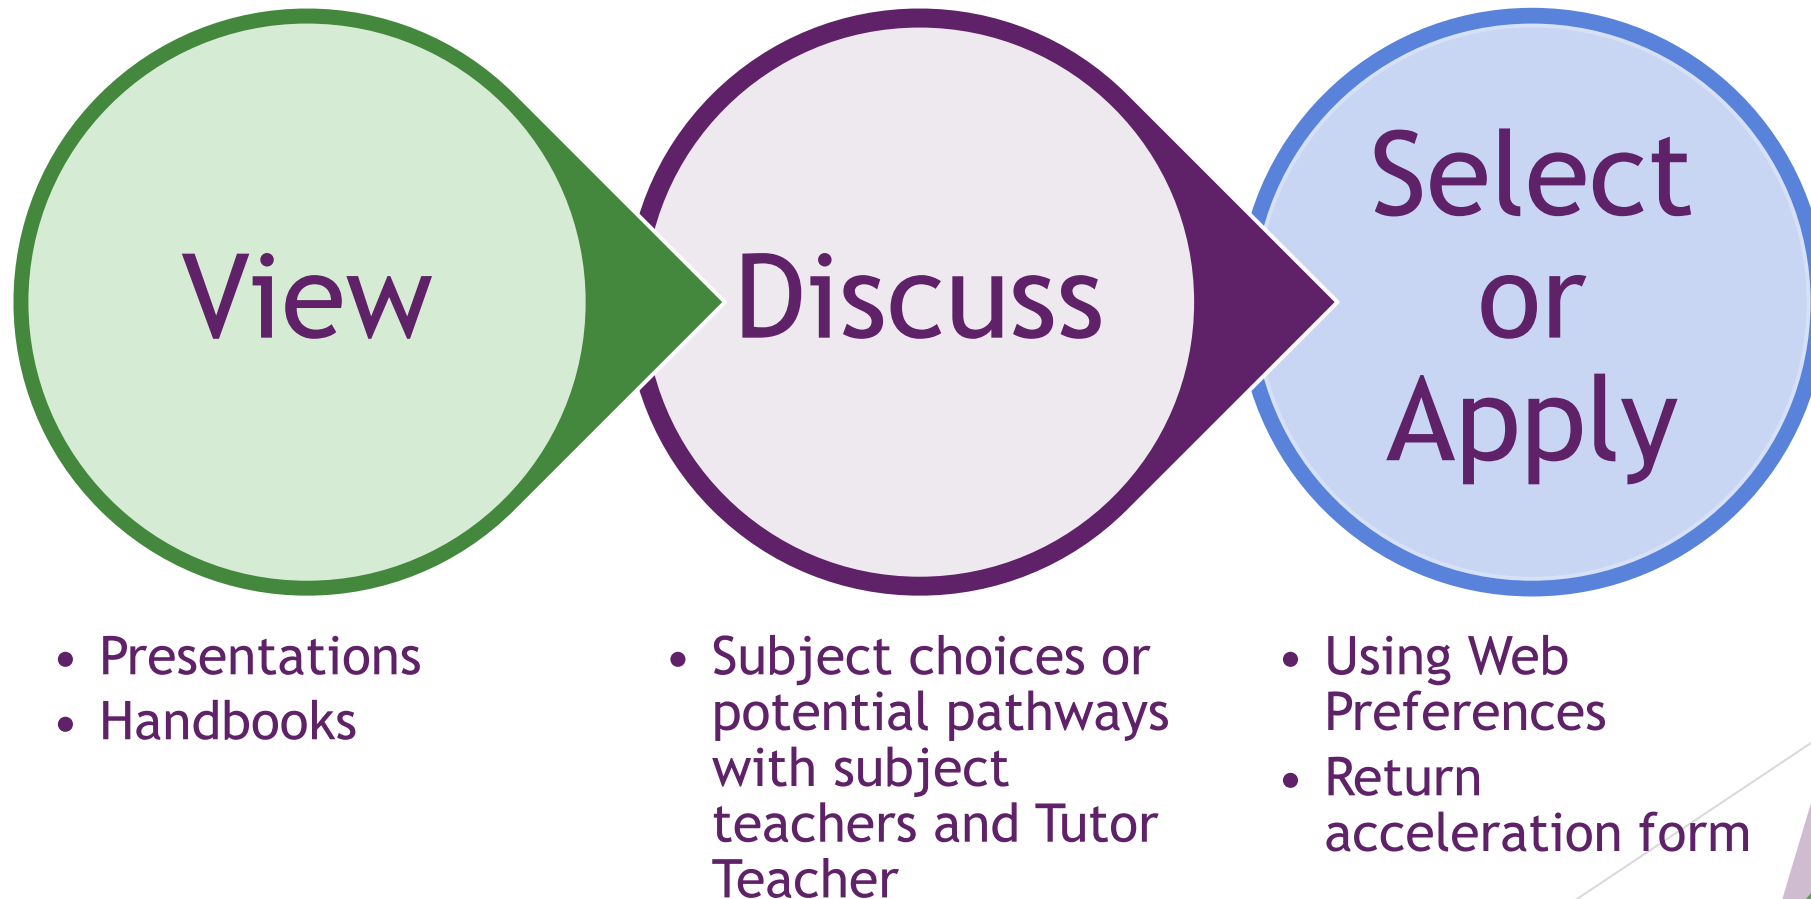 View
Discuss
Select
or
Apply
• Presentations
• Handbooks
• Subject choices or
potential pathways
with subject
teachers and Tutor
Teacher
• Using Web
Preferences
• Return
acceleration form